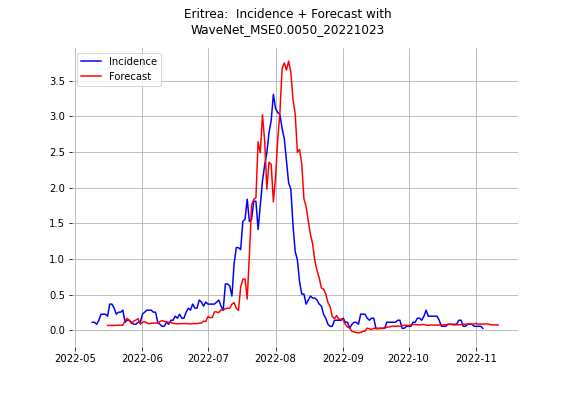 Eritrea:  Incidence + Forecast with
WaveNet_MSE0.0050_20221023
Incidence
Forecast
3.5
3.0
2.5
2.0
1.5
1.0
0.5
0.0
2022-05 2022-06 2022-07 2022-08 2022-09 2022-10 2022-11